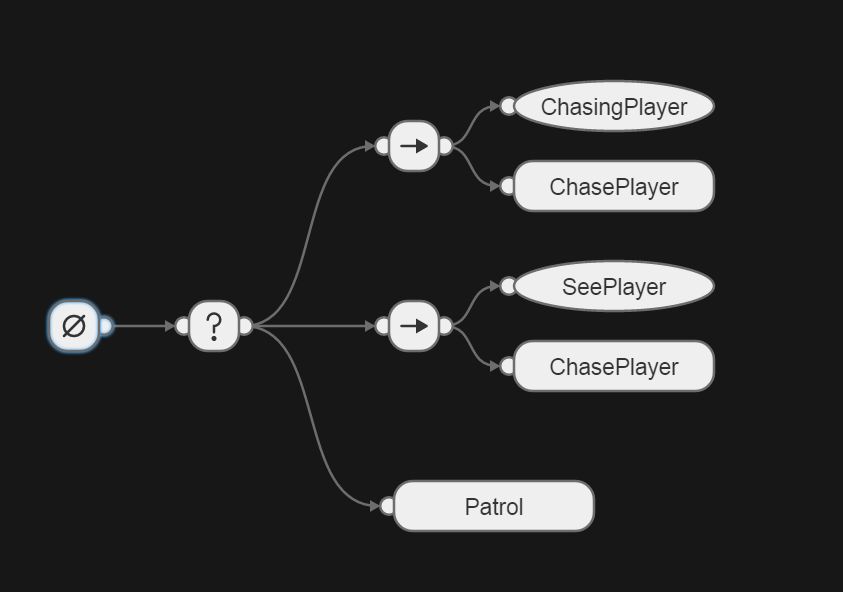 ChasingPlayer
ChasePlayer
SeePlayer
∅
?
ChasePlayer
Patrol